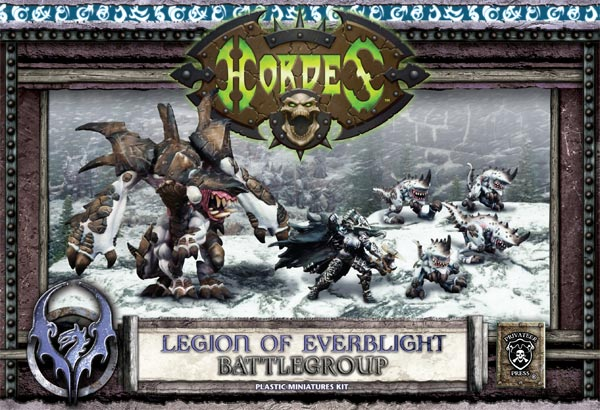 HORDES
LEGION OF EVERBLIGHT
BATTLEGROUP
PLASTIC MINIATURES KIT
PRIVATEER
PRESS